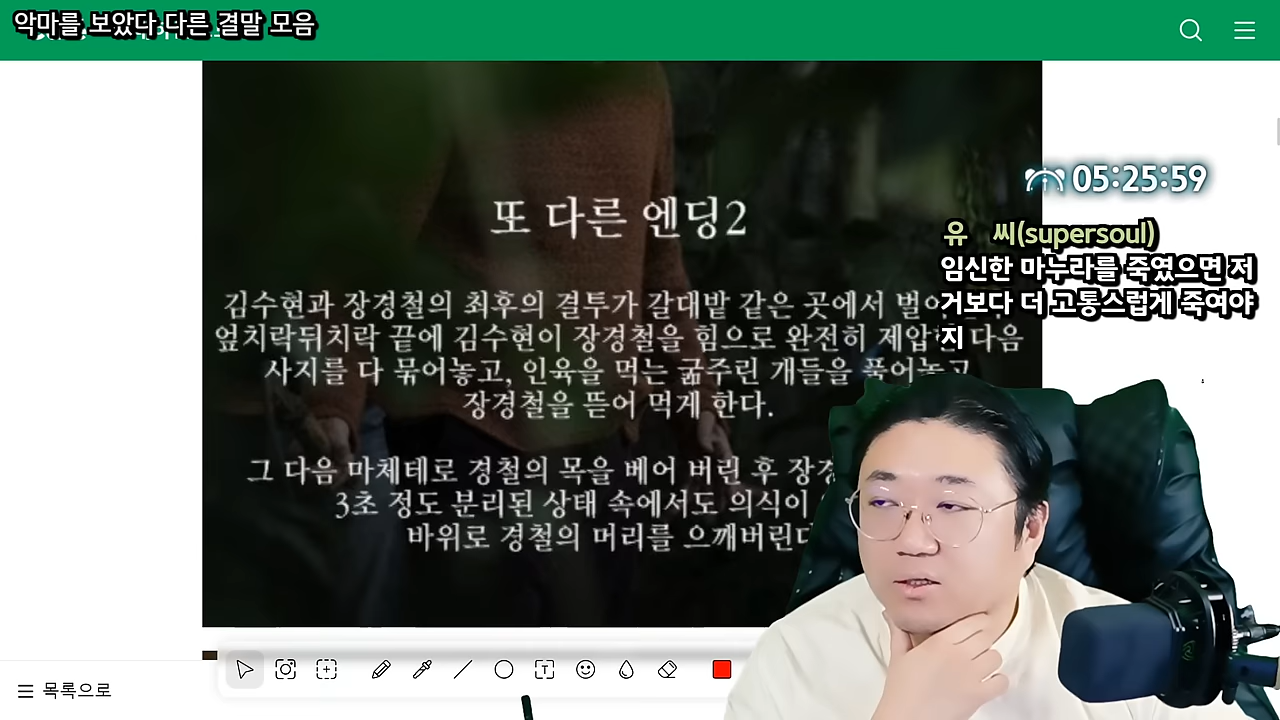 악마를 보았다 다른 결말 모음
05:25:59
유 씨(supersoul)
임신한 마누라를 죽였으면 저
거보다 더 고통스럽게 죽여야
지
또 다른 엔딩2
김수현과 장경철의 최후의 결투가 갈대밭 같은 곳에서
엎치락뒤치락 끝에 김수현이 장경철을 힘으로 완전히 다음
사지를 다 묶어놓고, 인육을 먹는 굶주린 개들을 풀어놓고
장경철을 뜯어 먹게 한다.
그 다음 마체테로 경철의 목을 베어 버린 후
3초 정도 분리된 상태 속에서도 의식이
바위로 경철의 머리를 으깨버린다
목록으로